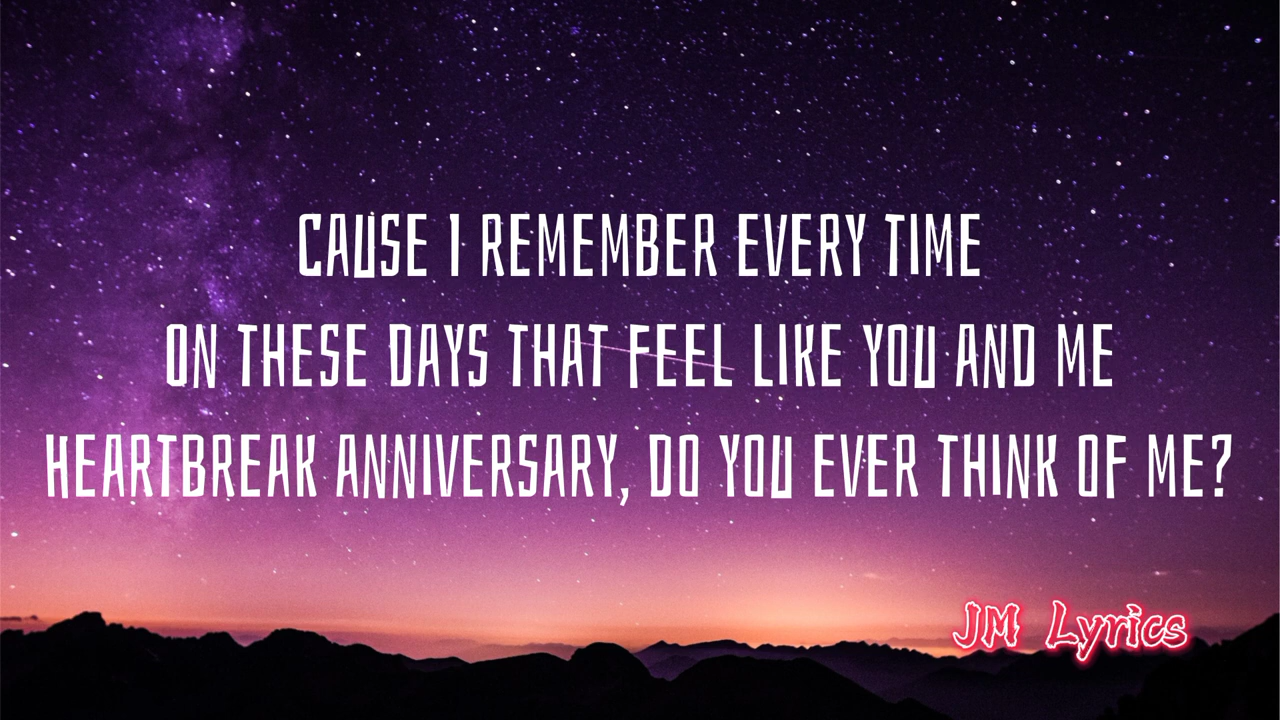 CAUSE I REMEMBER EVERY TIME
ON THESE DAYS THAT FEEL LIKE YOU AND ME
HEARTBREAK ANNIVERSARY, DO YOU EVER THINK OF ME?
JM Lyrics